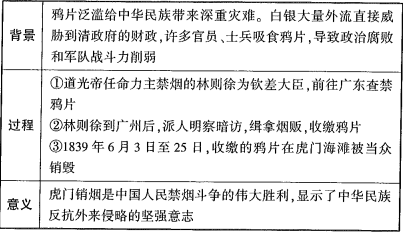 背景
鸦片泛滥给中华民族带来深重灾难。白银大量外流直接威
胁到清政府的财政,许多官员、士兵吸食鸦片,导致政治腐败
和军队战斗力削弱
过程
①道光帝任命力主禁烟的林则徐为钦差大臣,前往广东查禁
鸦片
②林则徐到广州后,派人明察暗访,缉拿烟贩,收缴鸦片
③1839年6月3日至25日,收缴的鸦片在虎门海滩被当众
销毁
意义
虎门销烟是中国人民禁烟斗争的伟大胜利,显示了中华民族
反抗外来侵略的坚强意志